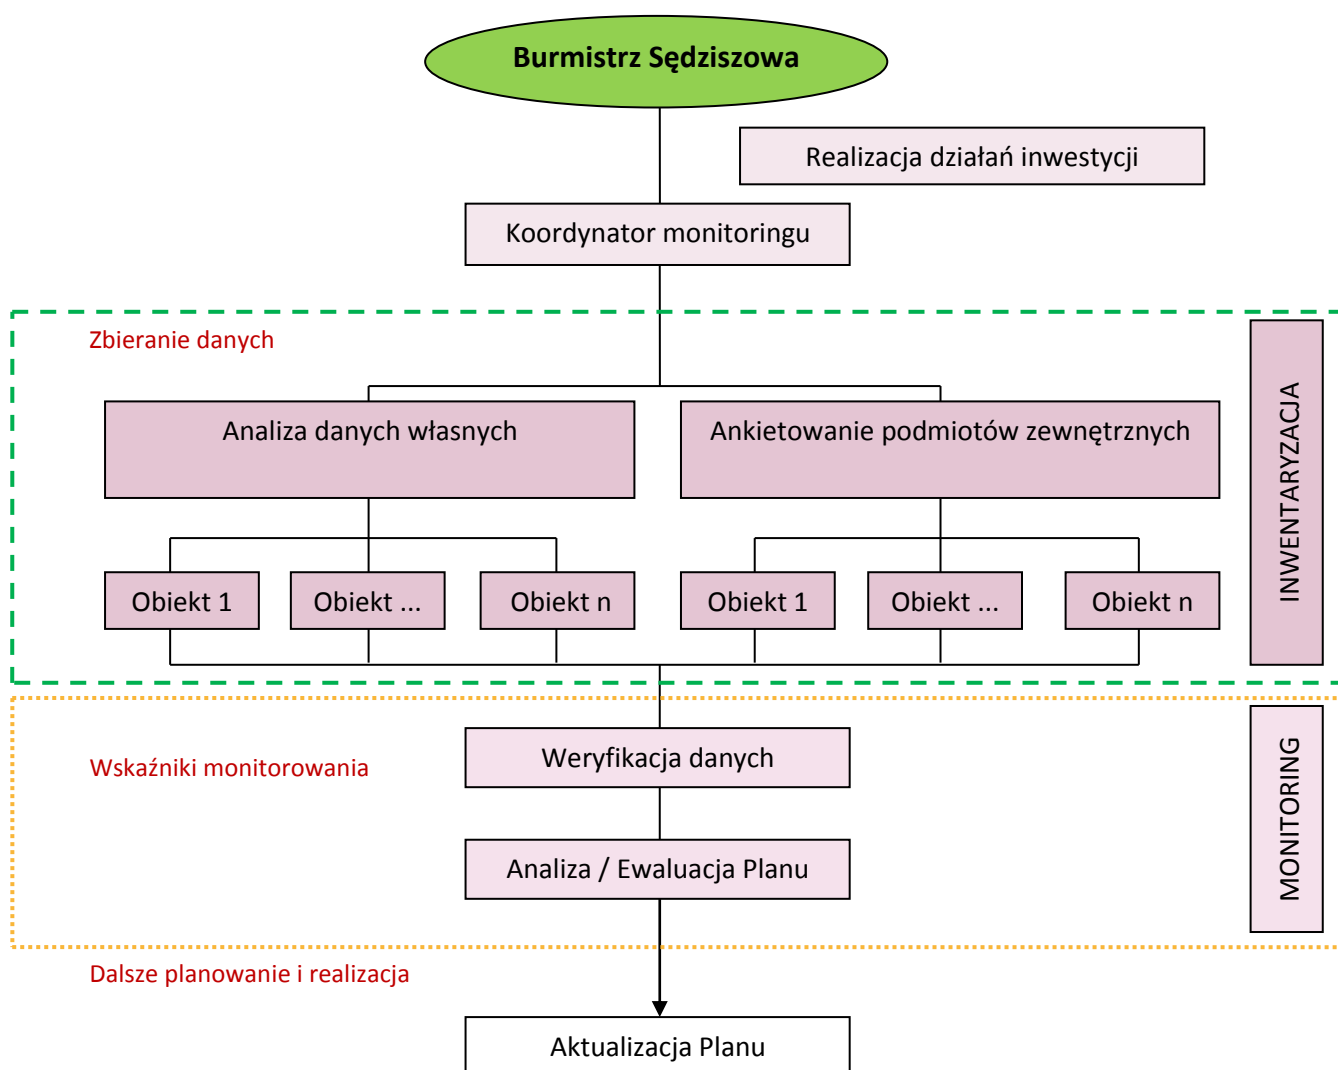 Burmistrz Sędziszowa
Realizacja działań inwestycji
Koordynator monitoringu
Zbieranie danych
INWENTARYZACJA
Analiza danych własnych
Ankietowanie podmiotów zewnętrznych
Obiekt 1
Obiekt ...
Obiekt n
Obiekt 1
Obiekt ...
Obiekt n
Weryfikacja danych
Wskaźniki monitorowania
MONITORING
Analiza / Ewaluacja Planu
Dalsze planowanie i realizacja
Aktualizacja Planu